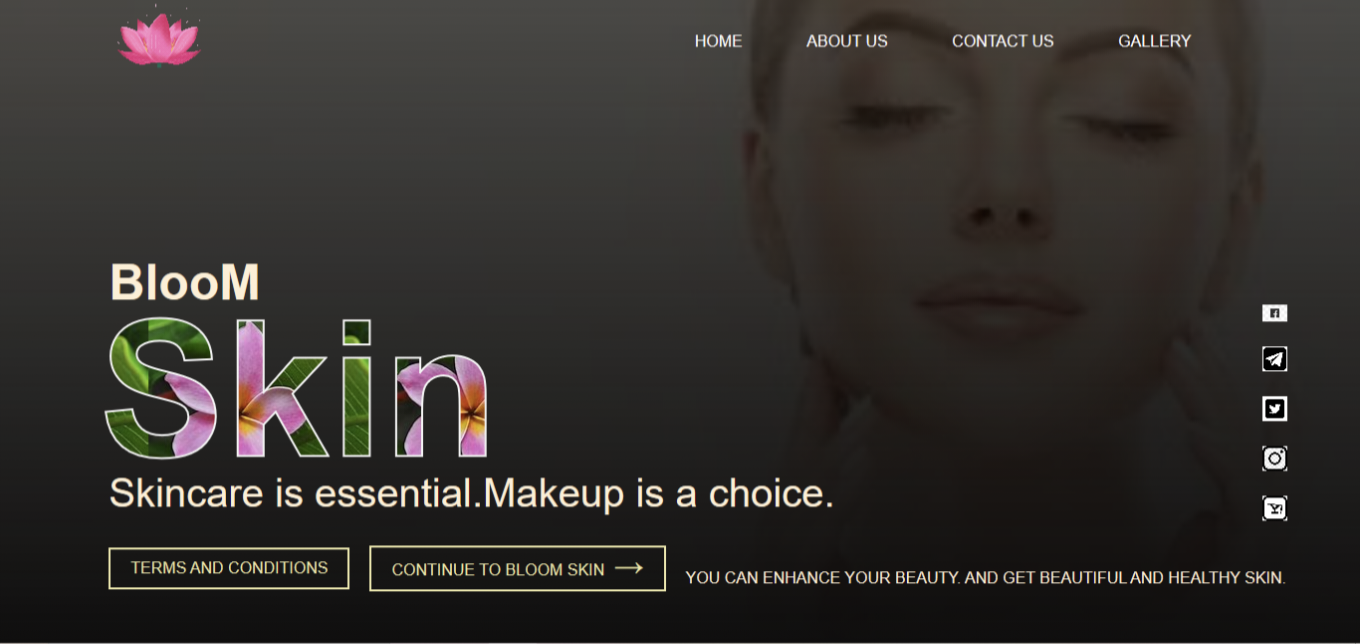 HOME ABOUT US CONTACT US GALLERY
BlooM
Skin
Skincare is essential.Makeup is a choice.
TERMS AND CONDITIONS CONTINUE TO BLOOM SKIN → YOU CAN ENHANCE YOUR BEAUTY. AND GET BEAUTIFUL AND HEALTHY SKIN.